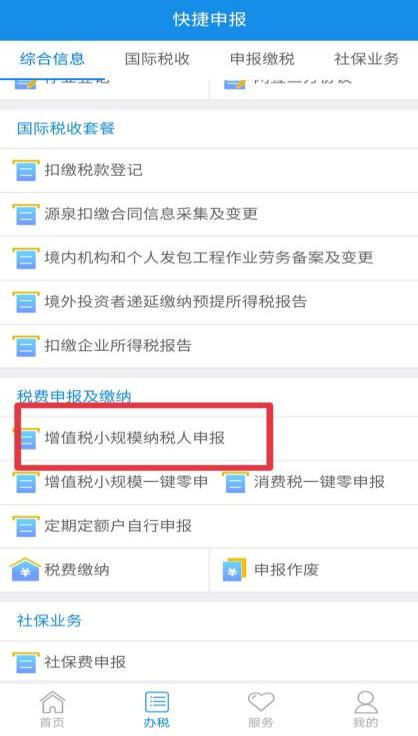 快捷申报
综合信息 国际税收 申报缴税 社保业务
国际税收套餐
扣缴税款登记
源泉扣缴合同信息采集及变更
境内机构和个人发包工程作业劳务备案及变更
境外投资者递延缴纳预提所得税报告
扣缴企业所得税报告
税费申报及缴纳
增值税小规模纳税人申报
增值税小规模一键零申 消费税一键零申报
定期定额户自行申报
税费缴纳 申报作废
社保业务
社保费申报
首页 办税 服务 我的